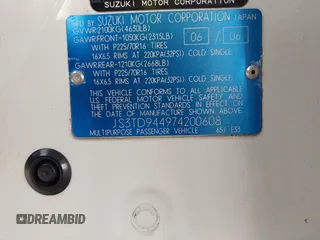 SUZUKI MOTOR CORPORATION
MFD BY SUZUKI MOTOR CORPORATION JAPAN
GVWR:2100KG(4630LB)
GAWR:FRONT-1050KG(2315LB) 06 / 06
WITH P225/70R16 TIRES
16X6.5 RIMS AT 220KPA(32PSI) COLD SINGLE
GAWR:REAR-1210KG(2668LB)
WITH P225/70R16 TIRES
16X6.5 RIMS AT 220KPA(32PSI) COLD SINGLE
THIS VEHICLE CONFORMS TO ALL APPLICABLE
U.S. FEDERAL MOTOR VEHICLE SAFETY
AND THEFT PREVENTION STANDARDS
IN EFFECT ON THE DATE OF
MANUFACTURE SHOWN ABOVE.
JS3TD944974200608
MULTIPURPOSE PASSENGER VEHICLE 65J E33
DREAMBID